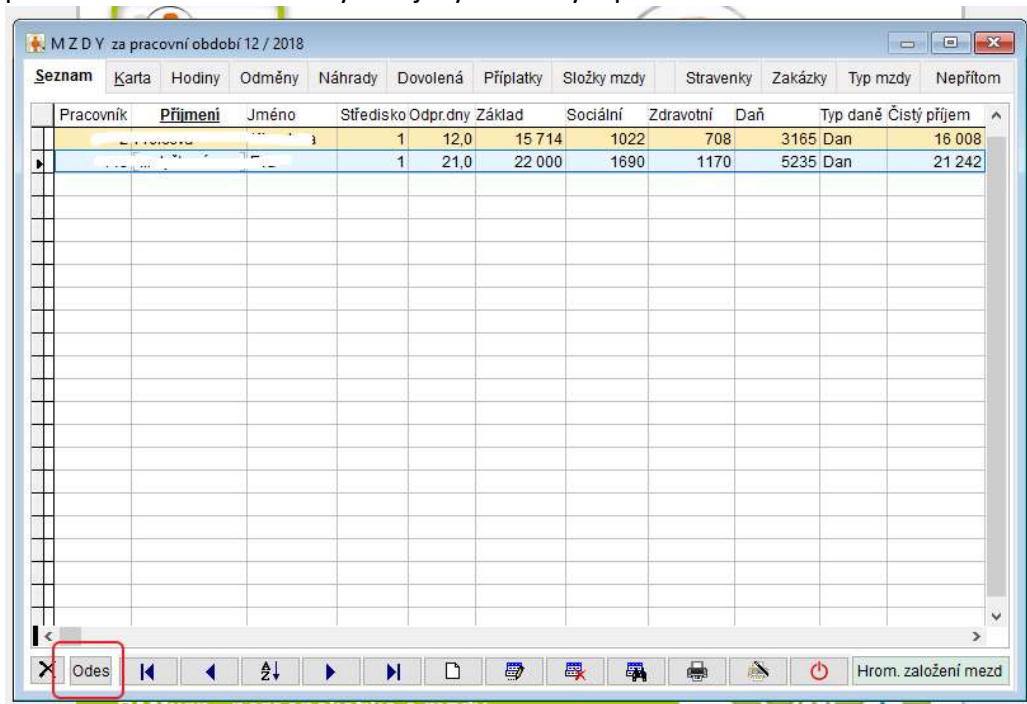 M Z D Y za pracovní období 12 / 2018
Seznam Karta Hodiny Odměny Náhrady Dovolená Příplatky Složky mzdy Stravenky Zakázky Typ mzdy Nepřítom
Pracovník Příjmení Jméno Středisko Odpr.dny Základ Sociální Zdravotní Daň Typ daně Čistý příjem
1 12,0 15 714 1022 708 3165 Dan 16 008
1 21,0 22 000 1690 1170 5235 Dan 21 242
Odes Hrom. založení mezd